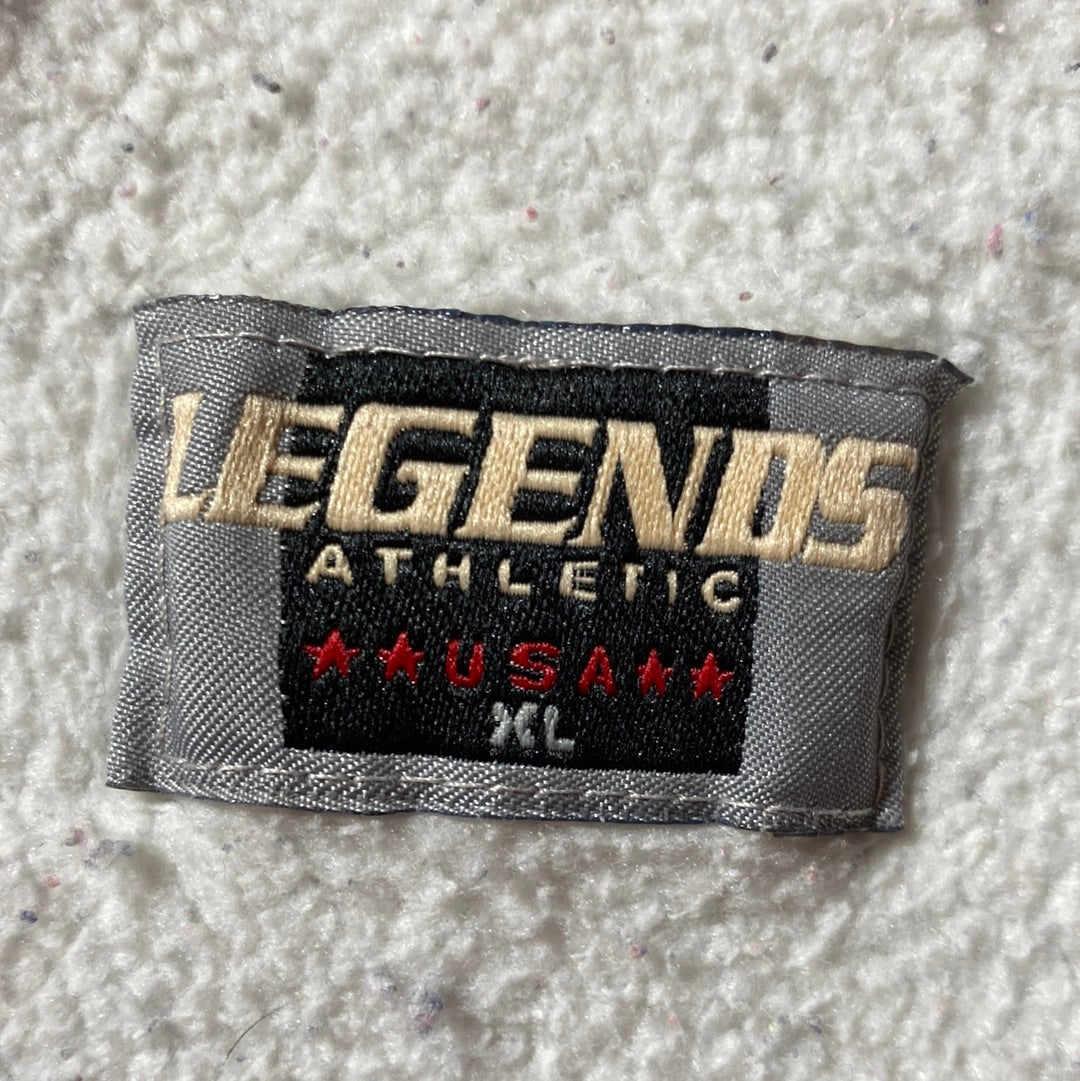 LEGENDS
ATHLETIC
★★USA★★
XL